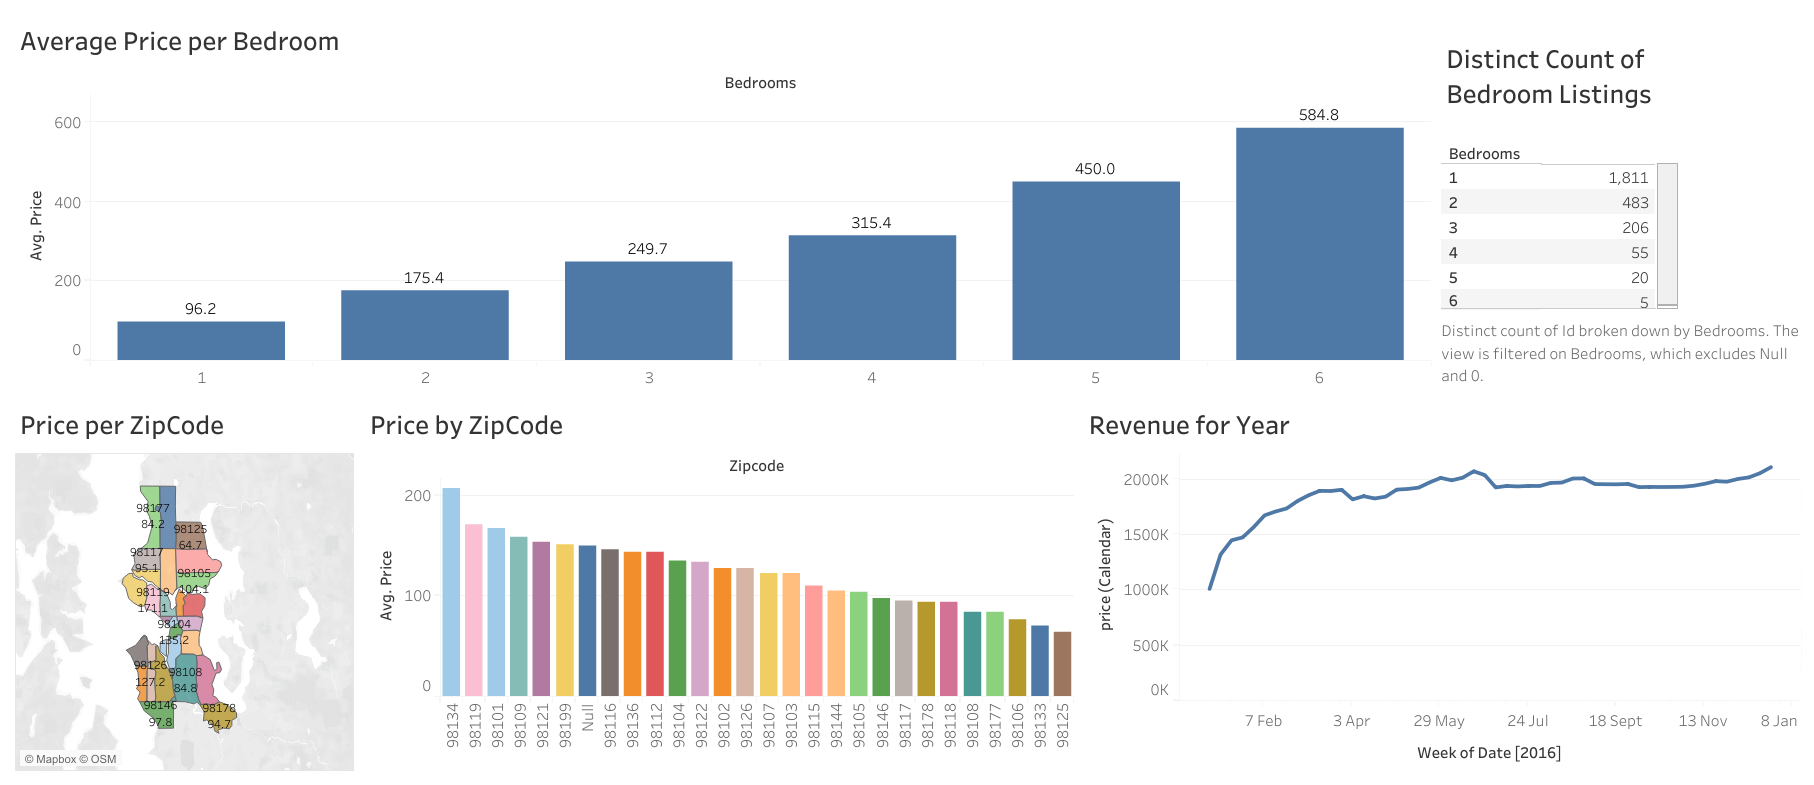 Average Price per Bedroom
Bedrooms
Avg. Price
600
400
200
0
96.2
175.4
249.7
315.4
450.0
584.8
1
2
3
4
5
6
Distinct Count of
Bedroom Listings
Bedrooms
1 1,811
2 483
3 206
4 55
5 20
6 5
Distinct count of Id broken down by Bedrooms. The
view is filtered on Bedrooms, which excludes Null
and 0.
Price per ZipCode
98177
84.2
98125
64.7
98117
95.1
98105
104.1
98119
171.1
98104
135.2
98126
127.2
98108
84.8
98146
97.8
98178
94.7
© Mapbox © OSM
Price by ZipCode
Zipcode
Avg. Price
200
100
0
98134
98119
98101
98109
98121
98199
Null
98116
98136
98112
98104
98122
98102
98126
98107
98103
98115
98144
98105
98146
98117
98178
98118
98108
98177
98106
98133
98125
Revenue for Year
price (Calendar)
2000K
1500K
1000K
500K
0K
7 Feb
3 Apr
29 May
24 Jul
18 Sept
13 Nov
8 Jan
Week of Date [2016]